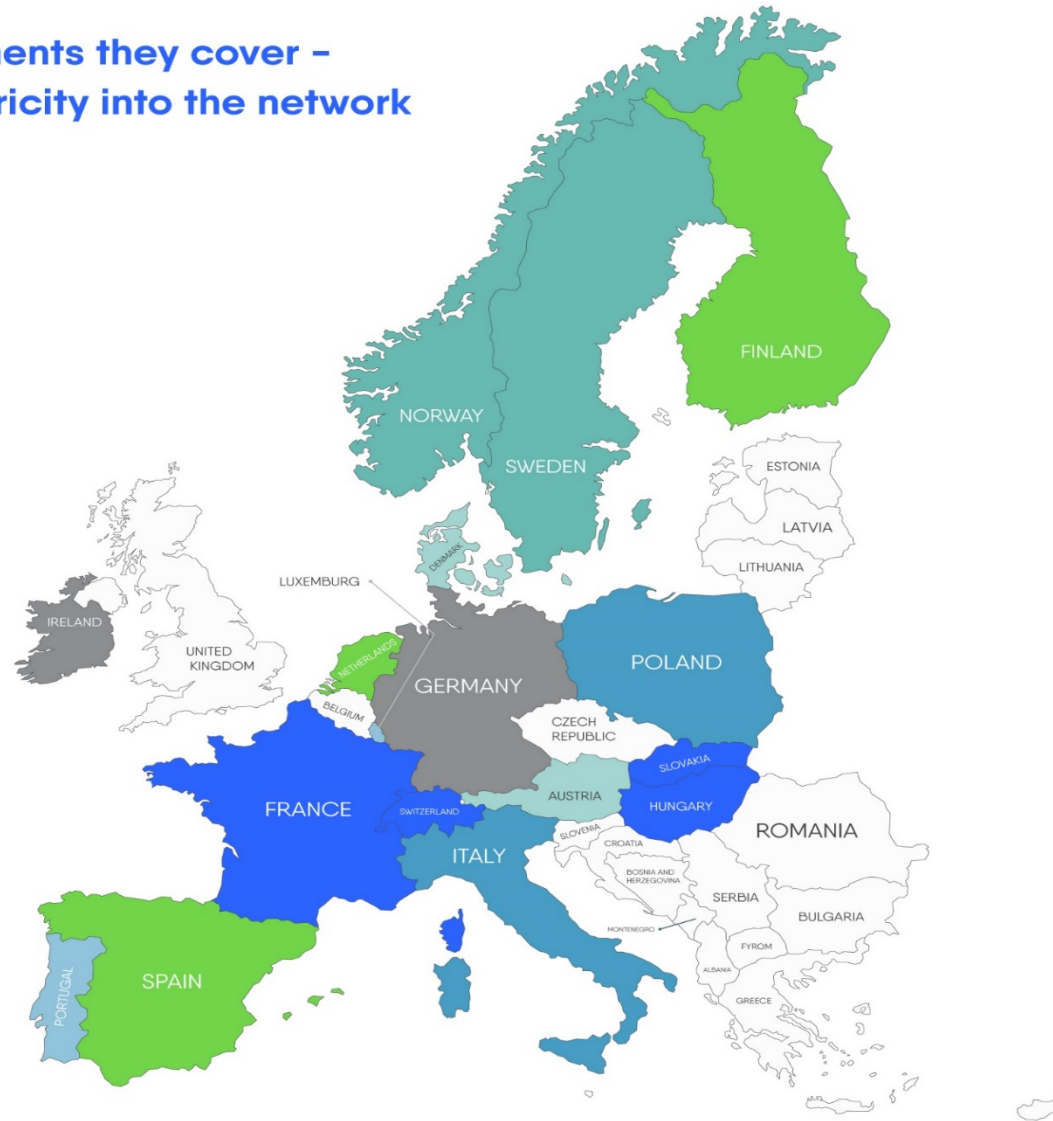 ents they cover –
ricity into the network
FINLAND
NORWAY
SWEDEN
ESTONIA
LATVIA
LITHUANIA
DENMARK
LUXEMBURG
IRELAND
UNITED
KINGDOM
NETHERLANDS
POLAND
GERMANY
BELGIUM
CZECH
REPUBLIC
SLOVAKIA
AUSTRIA
HUNGARY
FRANCE
SWITZERLAND
ROMANIA
SLOVENIA
CROATIA
ITALY
BOSNIA AND
HERZEGOVINA
SERBIA
BULGARIA
MONTENEGRO
FYROM
ALBANIA
SPAIN
PORTUGAL
GREECE